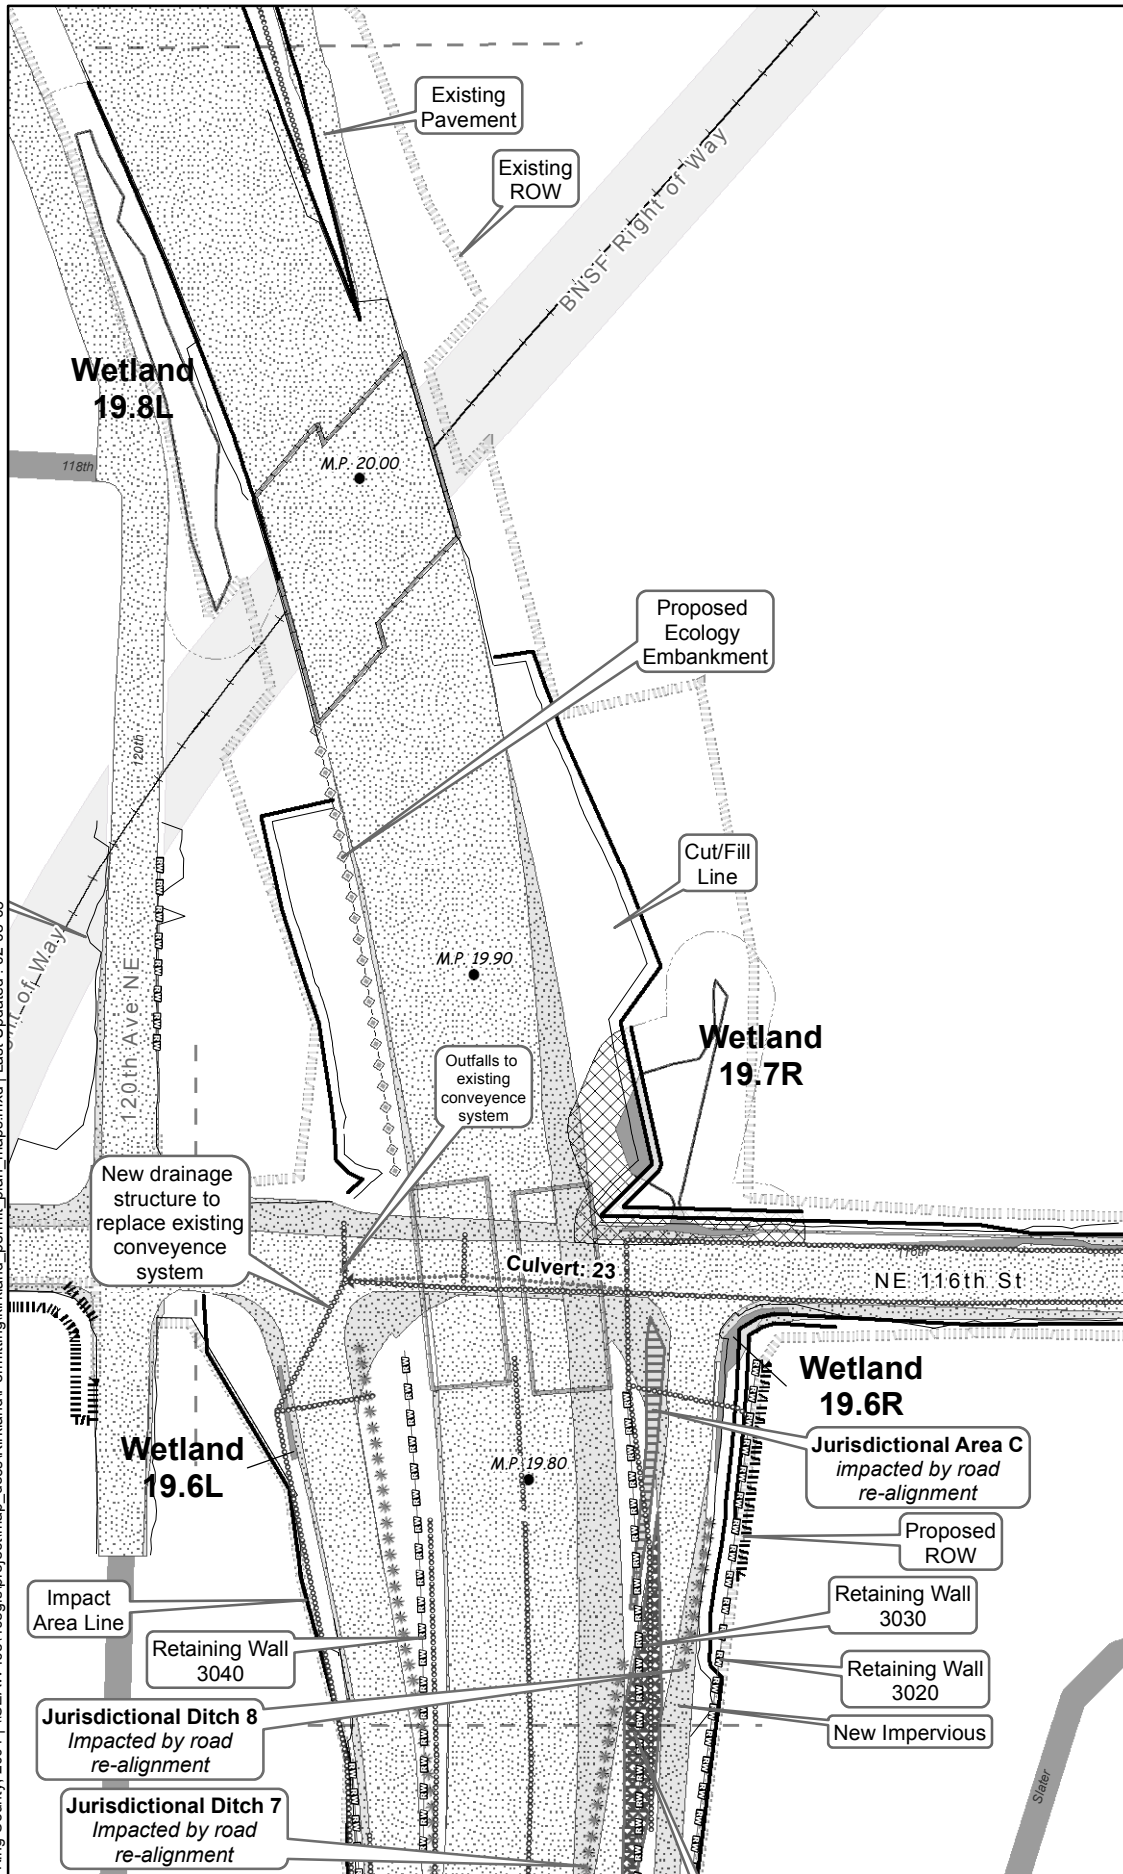 Existing
Pavement
Existing
ROW
BNSF Right of Way
Wetland
19.8L
118th
M.P. 20.00
Proposed
Ecology
Embankment
120th
Cut/Fill
Line
M.P. 19.90
120th Ave NE
Wetland
19.7R
Outfalls to
existing
conveyence
system
New drainage
structure to
replace existing
conveyence
system
Culvert: 23
NE 116th St
Wetland
19.6R
Wetland
19.6L
M.P. 19.80
Jurisdictional Area C
impacted by road
re-alignment
Proposed
ROW
Impact
Area Line
Retaining Wall
3030
Retaining Wall
3040
Retaining Wall
3020
Jurisdictional Ditch 8
Impacted by road
re-alignment
New Impervious
Slater
Jurisdictional Ditch 7
Impacted by road
re-alignment